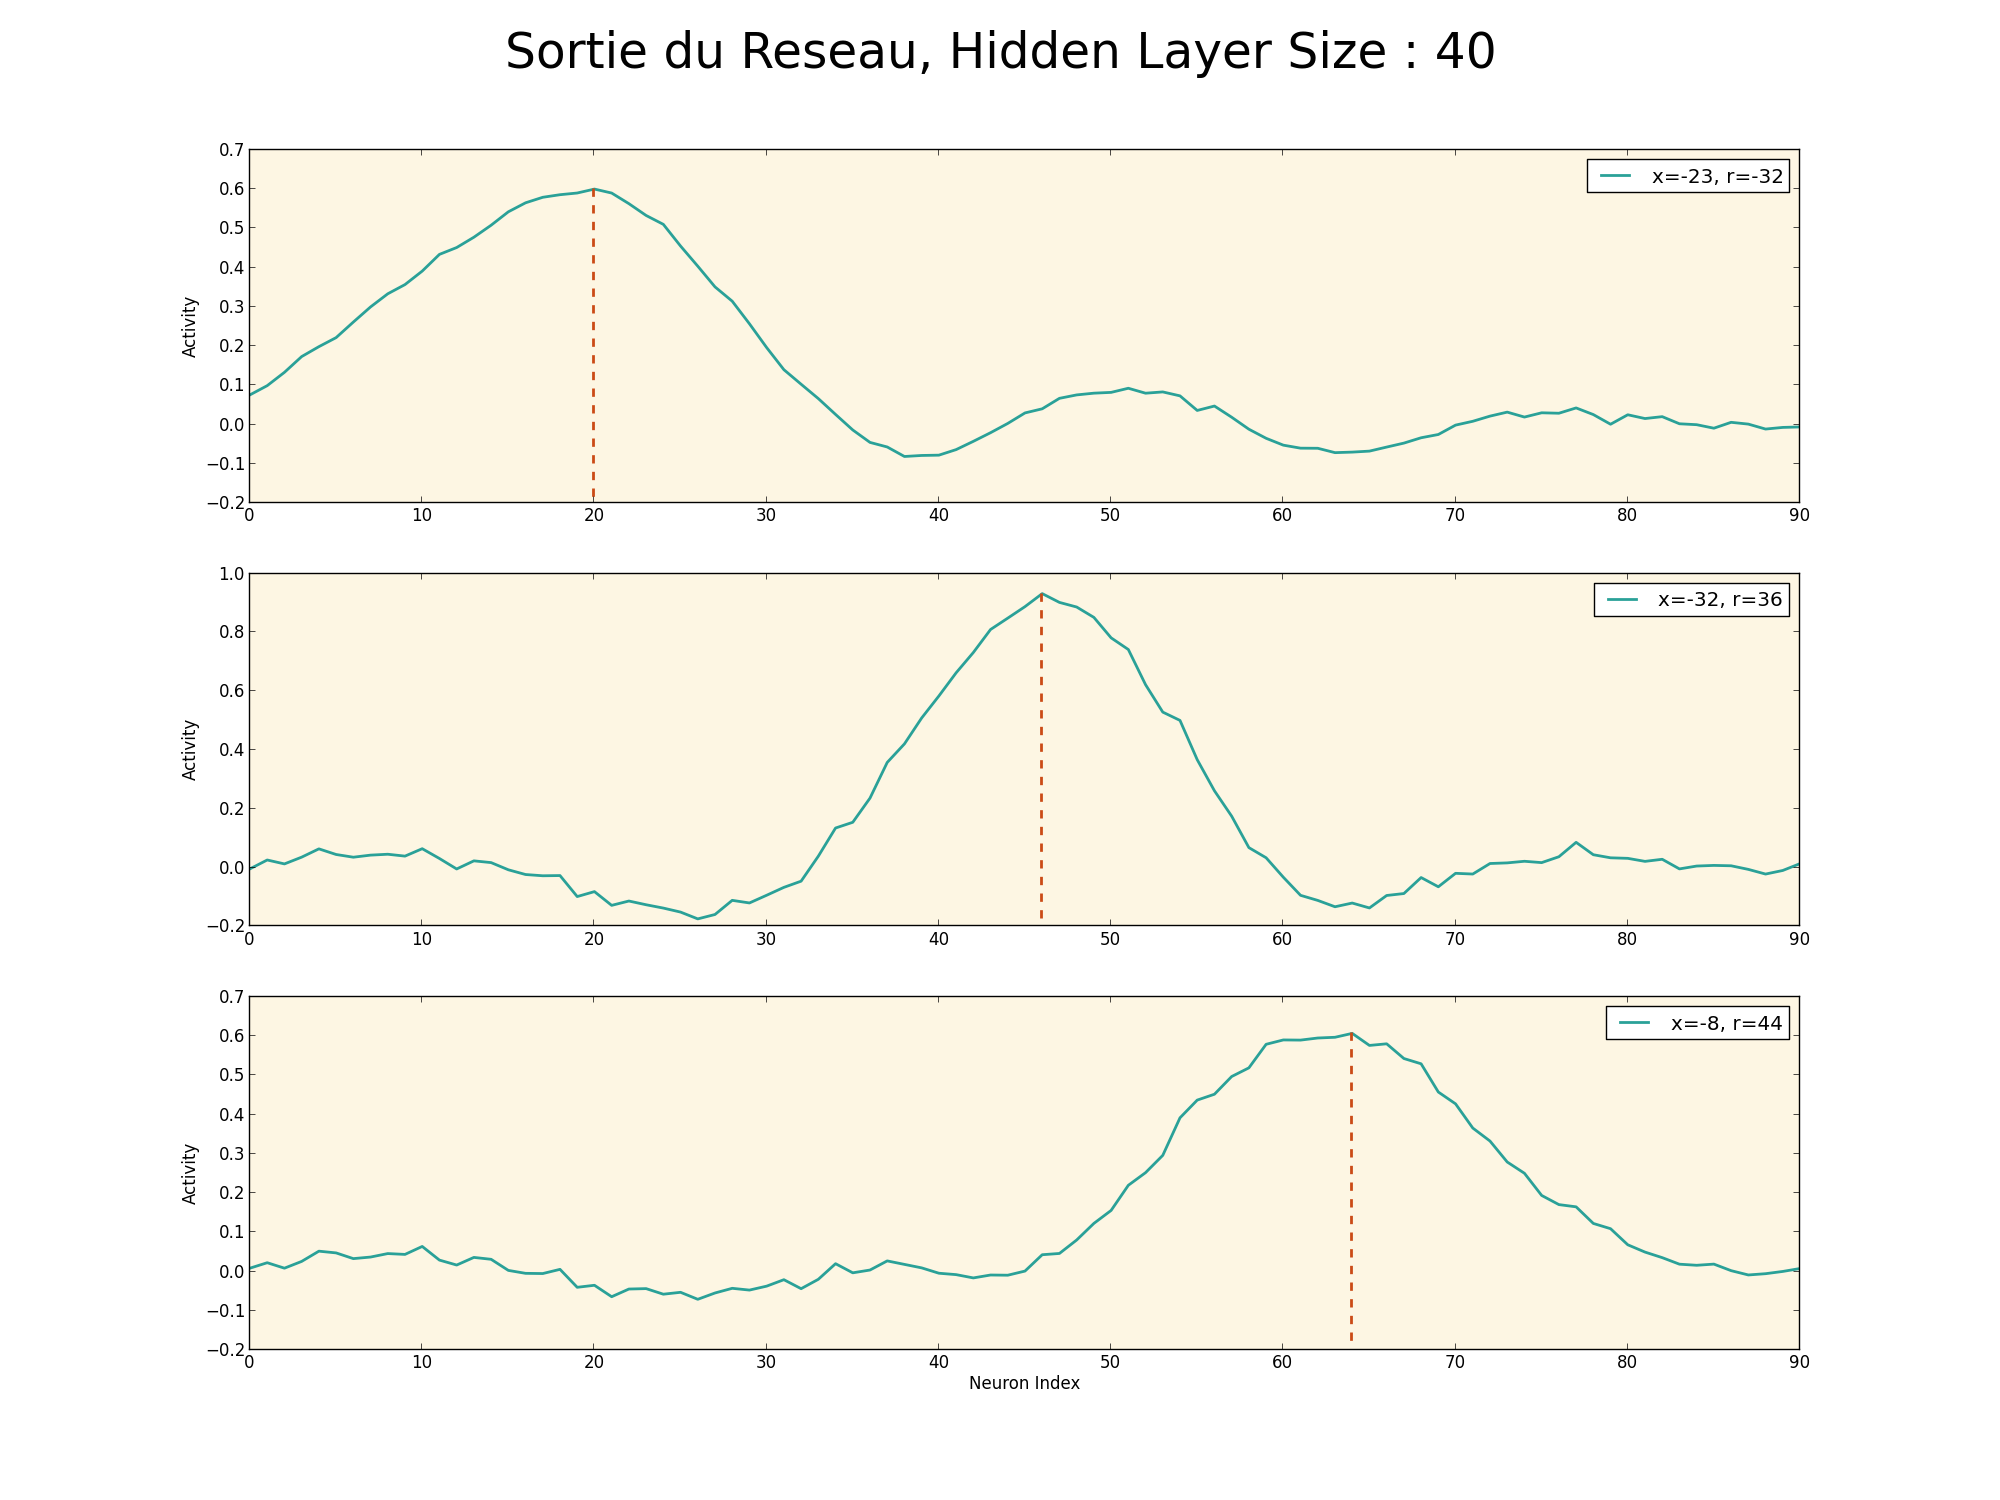 Sortie du Reseau, Hidden Layer Size : 40
0.7
0.6
0.5
0.4
0.3
0.2
0.1
0.0
−0.1
−0.2
Activity
x=-23, r=-32
0 10 20 30 40 50 60 70 80 90
1.0
0.8
0.6
0.4
0.2
0.0
−0.2
Activity
x=-32, r=36
0 10 20 30 40 50 60 70 80 90
0.7
0.6
0.5
0.4
0.3
0.2
0.1
0.0
−0.1
−0.2
Activity
x=-8, r=44
0 10 20 30 40 50 60 70 80 90
Neuron Index